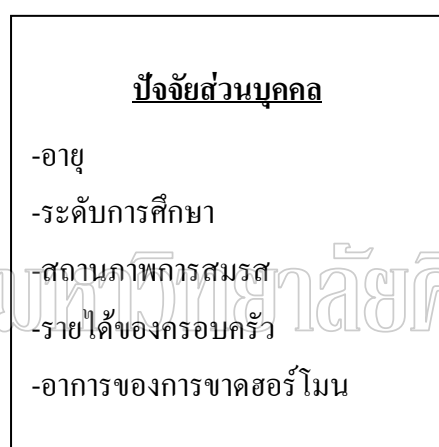 ปัจจัยส่วนบุคคล
-อายุ
-ระดับการศึกษา
-สถานภาพการสมรส
-รายได้ของครอบครัว
-อาการของการขาดฮอร์โมน